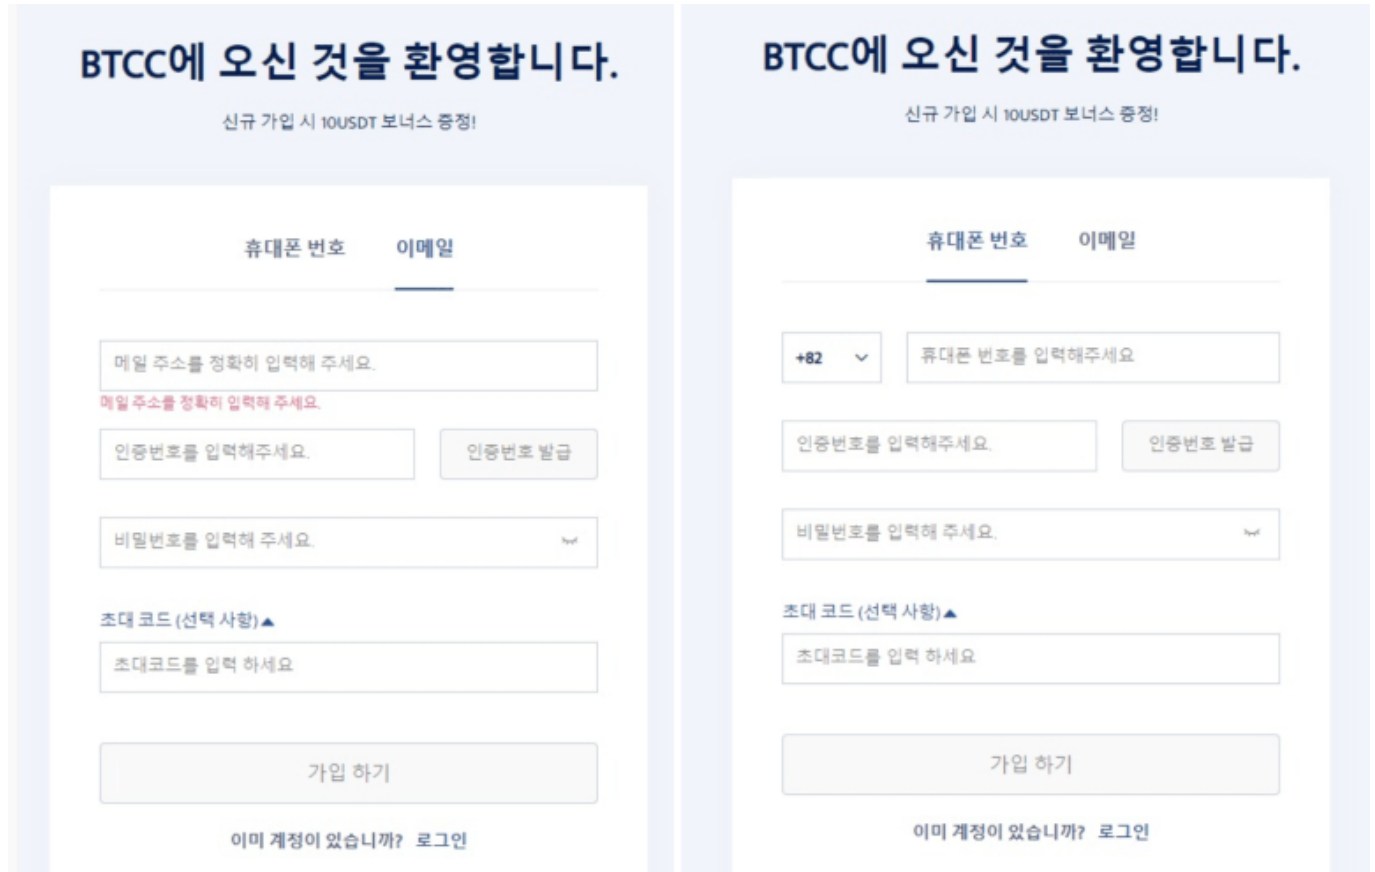 BTCC에 오신 것을 환영합니다.
신규 가입 시 10USDT 보너스 증정!
휴대폰 번호 이메일
메일 주소를 정확히 입력해 주세요.
메일 주소를 정확히 입력해 주세요.
인증번호를 입력해주세요. 인증번호 발급
비밀번호를 입력해 주세요.
초대 코드 (선택 사항)▲
초대코드를 입력 하세요
가입 하기
이미 계정이 있습니까? 로그인
BTCC에 오신 것을 환영합니다.
신규 가입 시 10USDT 보너스 증정!
휴대폰 번호 이메일
+82 휴대폰 번호를 입력해주세요
인증번호를 입력해주세요. 인증번호 발급
비밀번호를 입력해 주세요.
초대 코드 (선택 사항)▲
초대코드를 입력 하세요
가입 하기
이미 계정이 있습니까? 로그인